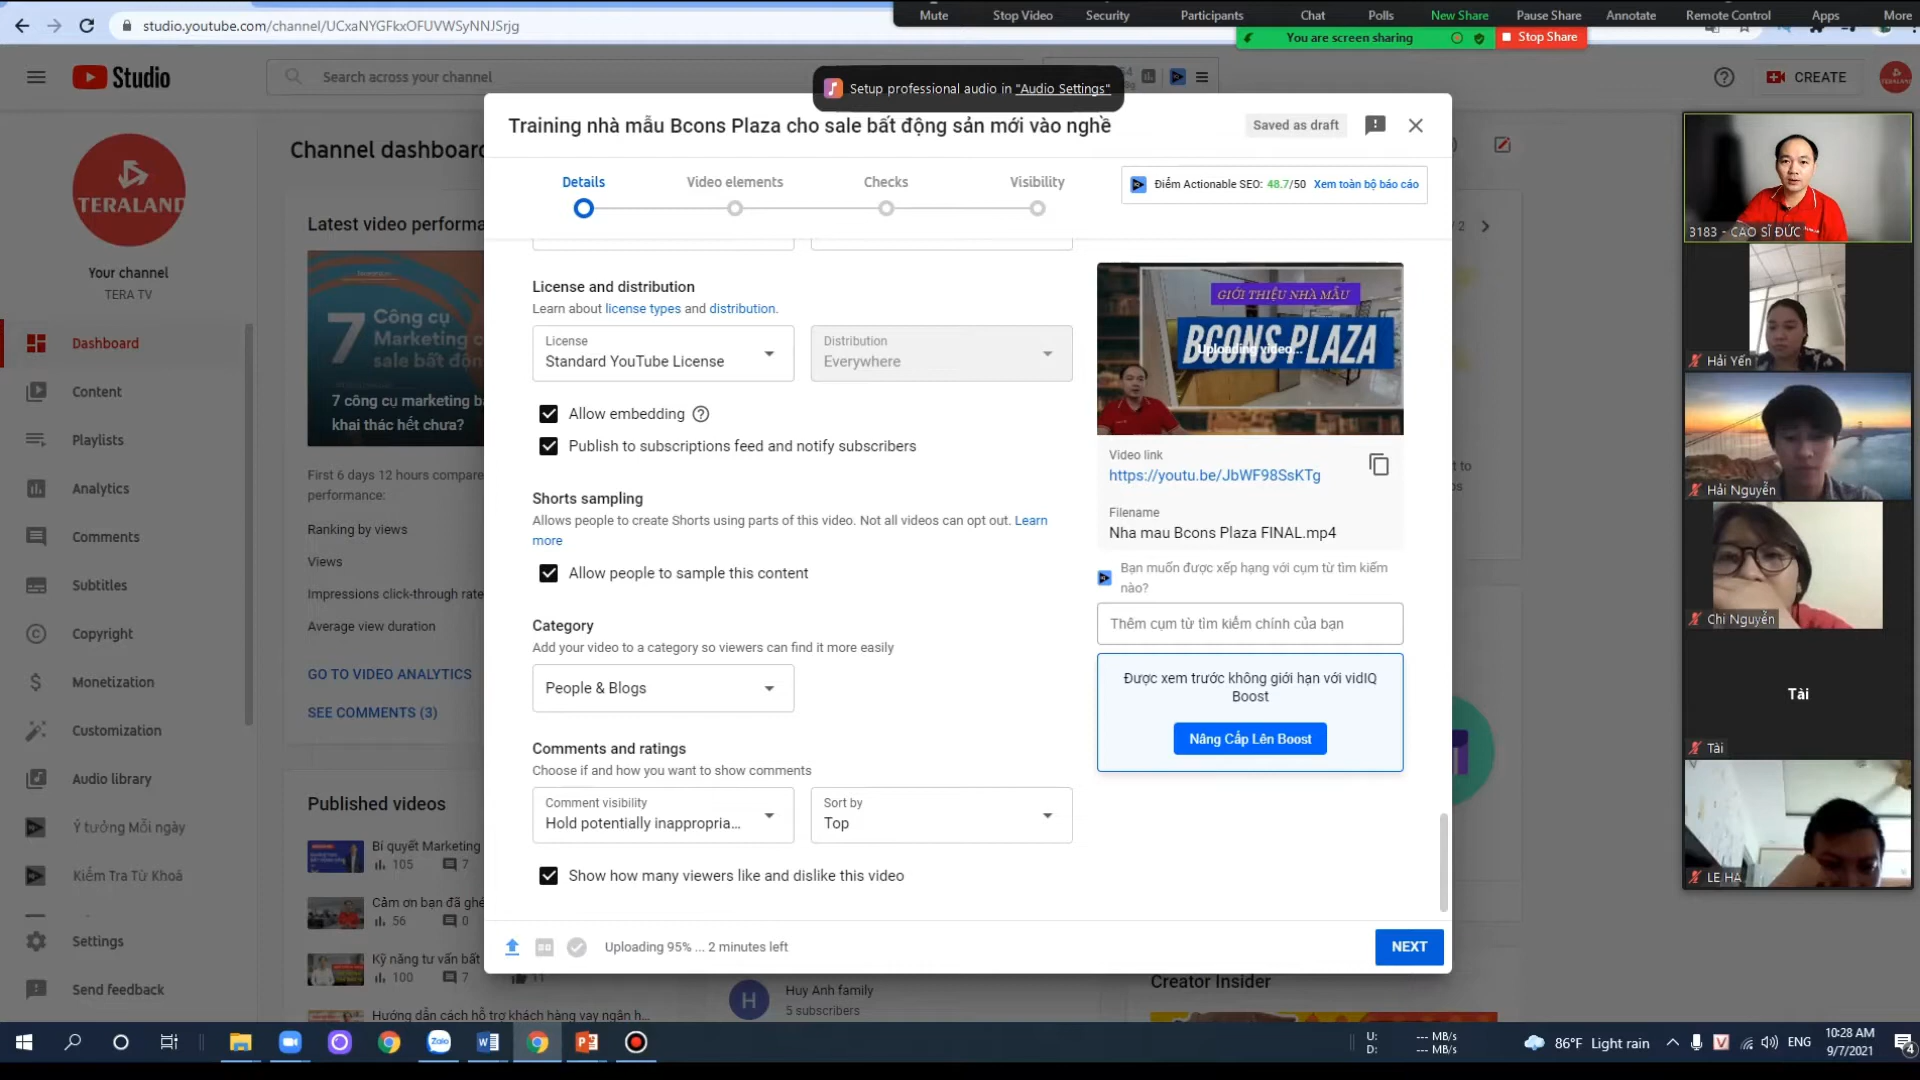 Mute
Stop Video
Security
Participants
Chat
Polls
New Share
Pause Share
Annotate
Remote Control
Apps
More
studio.youtube.com/channel/UCxaNYGFkxOFUVWSyNNJSrjg
You are screen sharing
Stop Share
Studio
Search across your channel
CREATE
Setup professional audio in "Audio Settings"
Training nhà mẫu Bcons Plaza cho sale bất động sản mới vào nghề
Saved as draft
Details
Video elements
Checks
Visibility
Điểm Actionable SEO: 48.7/50 Xem toàn bộ báo cáo
TERALAND
Your channel
TERA TV
Dashboard
Content
Playlists
Analytics
Comments
Subtitles
Copyright
Monetization
Customization
Audio library
Ý tưởng Mỗi ngày
Kiểm Tra Từ Khoá
Settings
Send feedback
Channel dashboard
Latest video performa
7 Công cụ
Marketing
sale bất độn
7 công cụ marketing b
khai thác hết chưa?
First 6 days 12 hours compare
performance:
Ranking by views
Views
Impressions click-through rate
Average view duration
GO TO VIDEO ANALYTICS
SEE COMMENTS (3)
Published videos
Bí quyết Marketing
105
7
Cảm ơn bạn đã ghé
56
0
Kỹ năng tư vấn bất
100
7
11
Hướng dẫn cách hỗ trợ khách hàng vay ngân h...
License and distribution
Learn about license types and distribution.
License
Standard YouTube License
Distribution
Everywhere
Allow embedding
Publish to subscriptions feed and notify subscribers
Shorts sampling
Allows people to create Shorts using parts of this video. Not all videos can opt out. Learn
more
Allow people to sample this content
Category
Add your video to a category so viewers can find it more easily
People & Blogs
Comments and ratings
Choose if and how you want to show comments
Comment visibility
Hold potentially inappropria...
Sort by
Top
Show how many viewers like and dislike this video
Uploading 95% ... 2 minutes left
NEXT
GIỚI THIỆU NHÀ MẪU
BCONS PLAZA
Uploading video...
Video link
https://youtu.be/JbWF98SsKTg
Filename
Nha mau Bcons Plaza FINAL.mp4
Bạn muốn được xếp hạng với cụm từ tìm kiếm
nào?
Thêm cụm từ tìm kiếm chính của bạn
Được xem trước không giới hạn với vidIQ
Boost
Nâng Cấp Lên Boost
H
Huy Anh family
5 subscribers
Creator Insider
/ 2
3183 - CAO SĨ ĐỨC
Hải Yến
Hải Nguyễn
Chi Nguyễn
Tài
Tài
LE HA
U:
D:
--- MB/s
--- MB/s
86°F Light rain
ENG
10:28 AM
9/7/2021
4